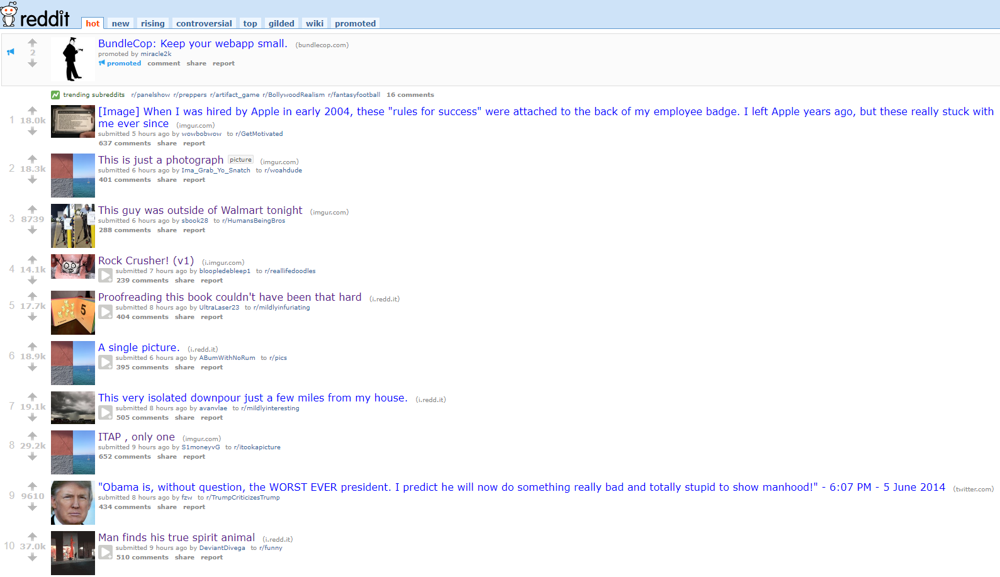 reddit hot new rising controversial top gilded wiki promoted
BundleCop: Keep your webapp small. (bundlecop.com)
2
promoted by miracle2k
promoted comment share report
trending subreddits r/panelshow r/preppers r/artifact_game r/BollywoodRealism r/fantasyfootball 16 comments
[Image] When I was hired by Apple in early 2004, these "rules for success" were attached to the back of my employee badge. I left Apple years ago, but these really stuck with
1 18.0k me ever since (imgur.com)
submitted 5 hours ago by wowbobwow to r/GetMotivated
637 comments share report
This is just a photograph picture (imgur.com)
2 18.3k submitted 6 hours ago by Ima_Grab_Yo_Snatch to r/woahdude
401 comments share report
This guy was outside of Walmart tonight (imgur.com)
3 8739 submitted 6 hours ago by sbook28 to r/HumansBeingBros
288 comments share report
Rock Crusher! (v1) (i.imgur.com)
4 14.1k submitted 7 hours ago by bloopledebleep1 to r/reallifedoodles
239 comments share report
Proofreading this book couldn't have been that hard (i.redd.it)
5 17.7k 5 submitted 8 hours ago by UltraLaser23 to r/mildlyinfuriating
404 comments share report
A single picture. (i.redd.it)
6 18.9k submitted 6 hours ago by ABumWithNoRum to r/pics
395 comments share report
This very isolated downpour just a few miles from my house. (i.redd.it)
7 19.1k submitted 8 hours ago by avanvlae to r/mildlyinteresting
505 comments share report
ITAP , only one (imgur.com)
8 29.2k submitted 9 hours ago by S1moneyvG to r/itookapicture
652 comments share report
"Obama is, without question, the WORST EVER president. I predict he will now do something really bad and totally stupid to show manhood!" - 6:07 PM - 5 June 2014 (twitter.com)
9 9610 submitted 8 hours ago by fzw to r/TrumpCriticizesTrump
434 comments share report
Man finds his true spirit animal (i.redd.it)
10 37.0k submitted 9 hours ago by DeviantDivega to r/funny
510 comments share report